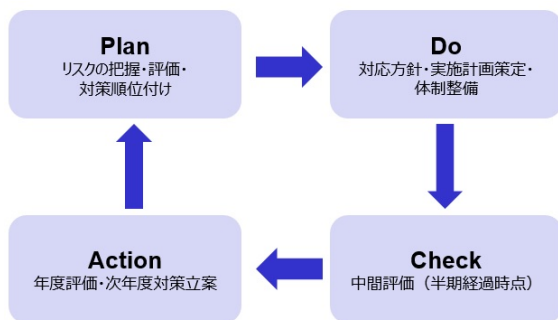 Plan
リスクの把握・評価・
対策順位付け
Do
対応方針・実施計画策定・
体制整備
Action
年度評価・次年度対策立案
Check
中間評価（半期経過時点）